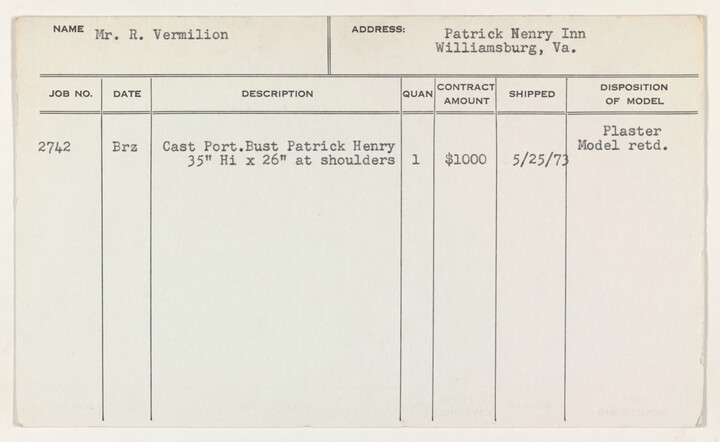 NAME Mr. R. Vermilion
ADDRESS: Patrick Nenry Inn
Williamsburg, Va.
JOB NO. DATE DESCRIPTION QUAN CONTRACT AMOUNT SHIPPED DISPOSITION OF MODEL
2742 Brz Cast Port.Bust Patrick Henry
35" Hi x 26" at shoulders 1 $1000 5/25/73
Plaster
Model retd.